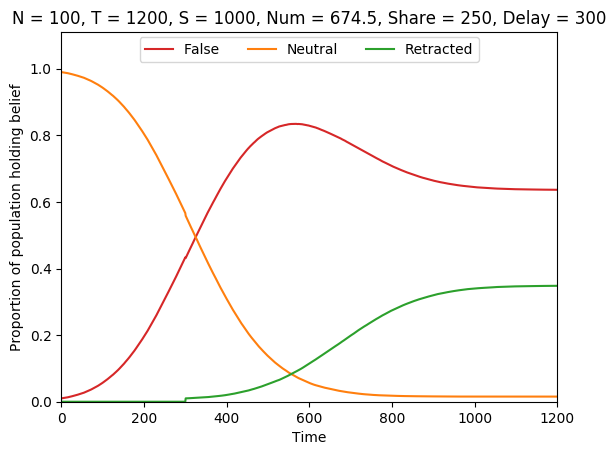 N = 100, T = 1200, S = 1000, Num = 674.5, Share = 250, Delay = 300
False Neutral Retracted
Proportion of population holding belief
1.0
0.8
0.6
0.4
0.2
0.0
0 200 400 600 800 1000 1200
Time